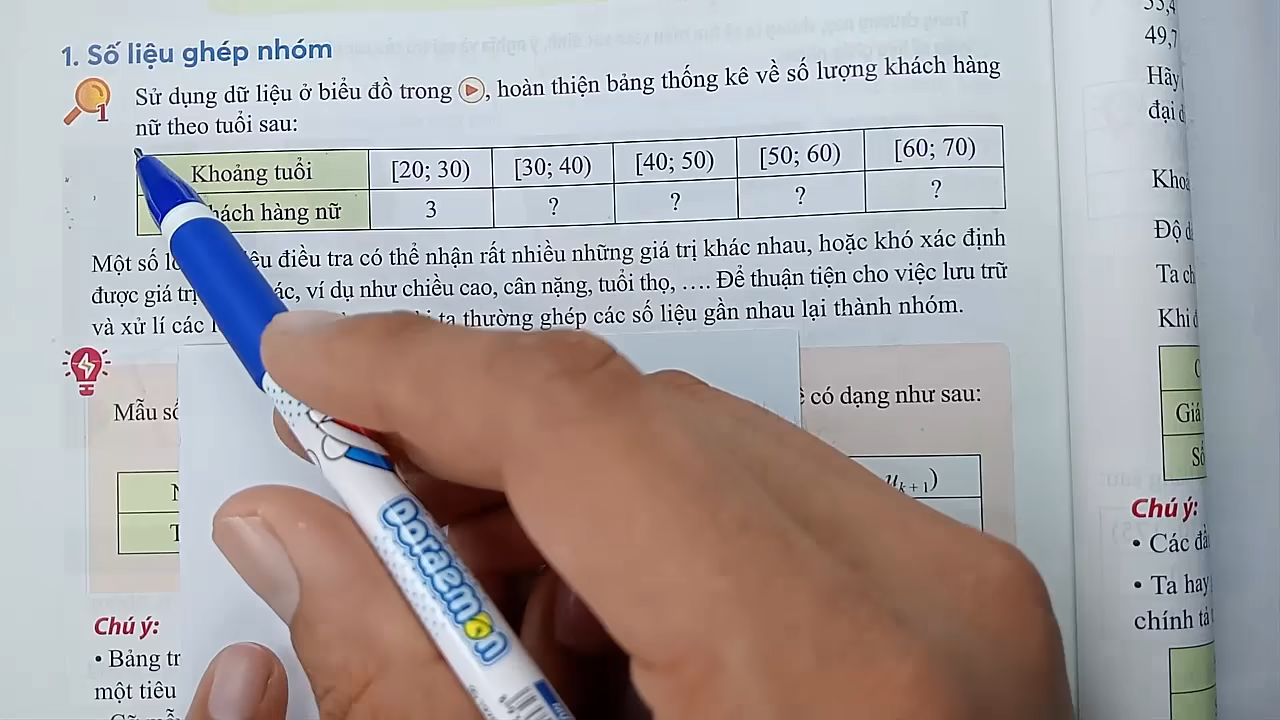 1. Số liệu ghép nhóm
1 Sử dụng dữ liệu ở biểu đồ trong , hoàn thiện bảng thống kê về số lượng khách hàng
nữ theo tuổi sau:
Khoảng tuổi [20; 30) [30; 40) [40; 50) [50; 60) [60; 70)
hách hàng nữ 3 ? ? ? ?
Một số điều tra có thể nhận rất nhiều những giá trị khác nhau, hoặc khó xác định
được giá trị ví dụ như chiều cao, cân nặng, tuổi thọ, …. Để thuận tiện cho việc lưu trữ
và xử lí các ta thường ghép các số liệu gần nhau lại thành nhóm.
Mẫu số có dạng như sau:
u k + 1)
Chú ý:
• Bảng
một tiêu
DORAEMON
49,7
Hãy
đại
Độ
Ta
Khi
Giá
Chú ý:
• Các
• Ta hay
chính tả